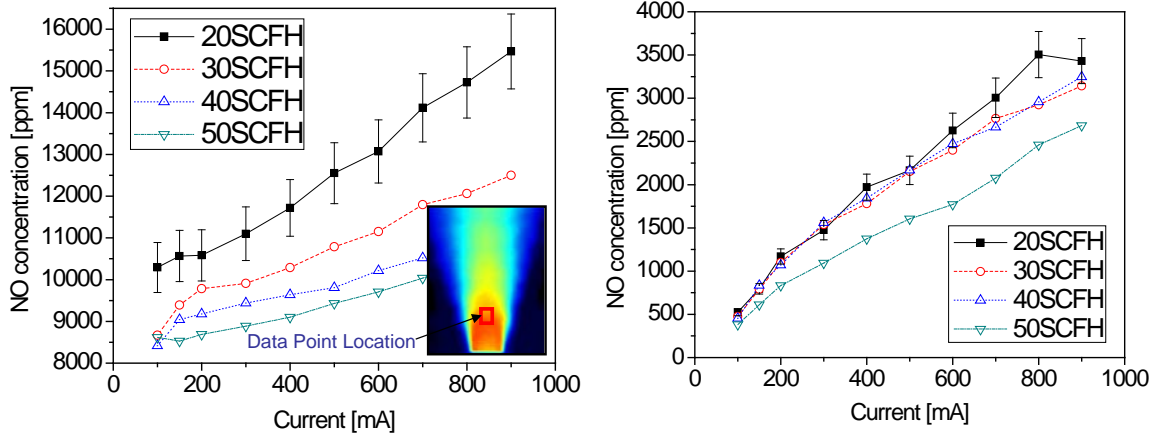 16000
15000
14000
13000
12000
11000
10000
9000
8000
NO concentration [ppm]
20SCFH
30SCFH
40SCFH
50SCFH
Data Point Location
0
200
400
600
800
1000
Current [mA]
4000
3500
3000
2500
2000
1500
1000
500
0
NO concentration [ppm]
20SCFH
30SCFH
40SCFH
50SCFH
0
200
400
600
800
1000
Current [mA]